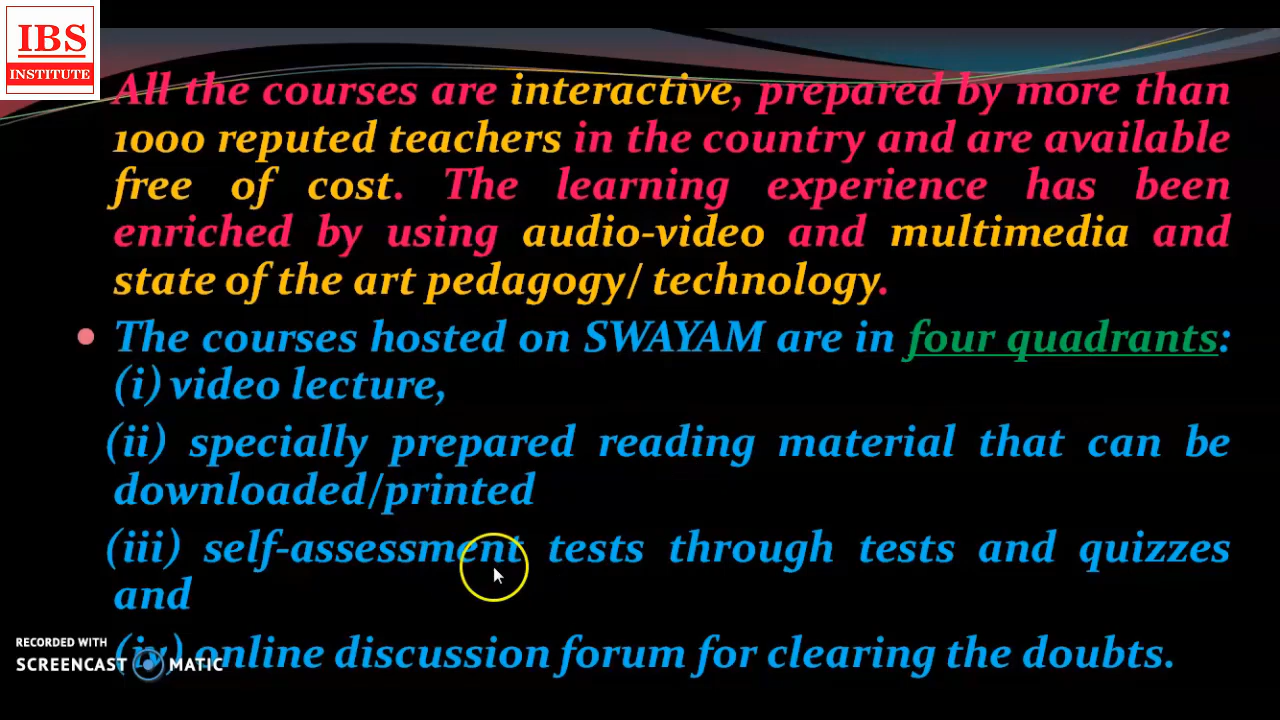 IBS
INSTITUTE
All the courses are interactive, prepared by more than
1000 reputed teachers in the country and are available
free of cost. The learning experience has been
enriched by using audio-video and multimedia and
state of the art pedagogy/ technology.
The courses hosted on SWAYAM are in four quadrants:
(i) video lecture,
(ii) specially prepared reading material that can be
downloaded/printed
(iii) self-assessment tests through tests and quizzes
and
(iv) online discussion forum for clearing the doubts.
RECORDED WITH
SCREENCAST MATIC